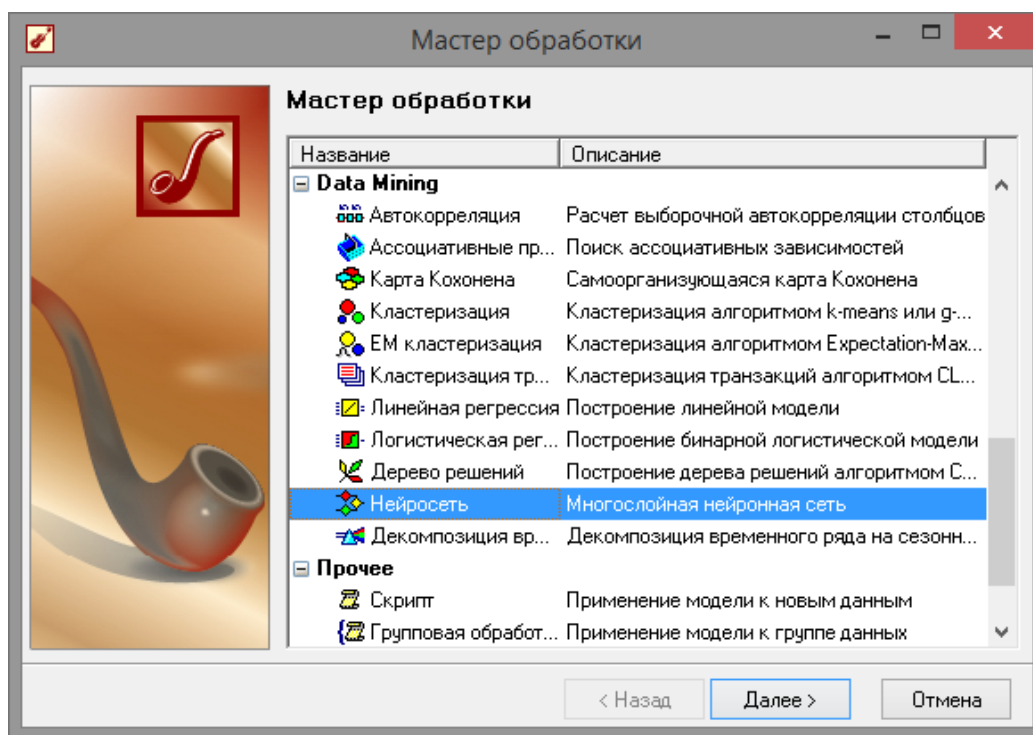 Мастер обработки
Мастер обработки
Название Описание
Data Mining
Автокорреляция Расчет выборочной автокорреляции столбцов
Ассоциативные пр... Поиск ассоциативных зависимостей
Карта Кохонена Самоорганизующаяся карта Кохонена
Кластеризация Кластеризация алгоритмом k-means или g-...
EM кластеризация Кластеризация алгоритмом Expectation-Max...
Кластеризация тр... Кластеризация транзакций алгоритмом CL...
Линейная регрессия Построение линейной модели
Логистическая рег... Построение бинарной логистической модели
Дерево решений Построение дерева решений алгоритмом C...
Нейросеть Многослойная нейронная сеть
Декомпозиция вр... Декомпозиция временного ряда на сезонн...
Прочее
Скрипт Применение модели к новым данным
Групповая обработ... Применение модели к группе данных
< Назад Далее > Отмена